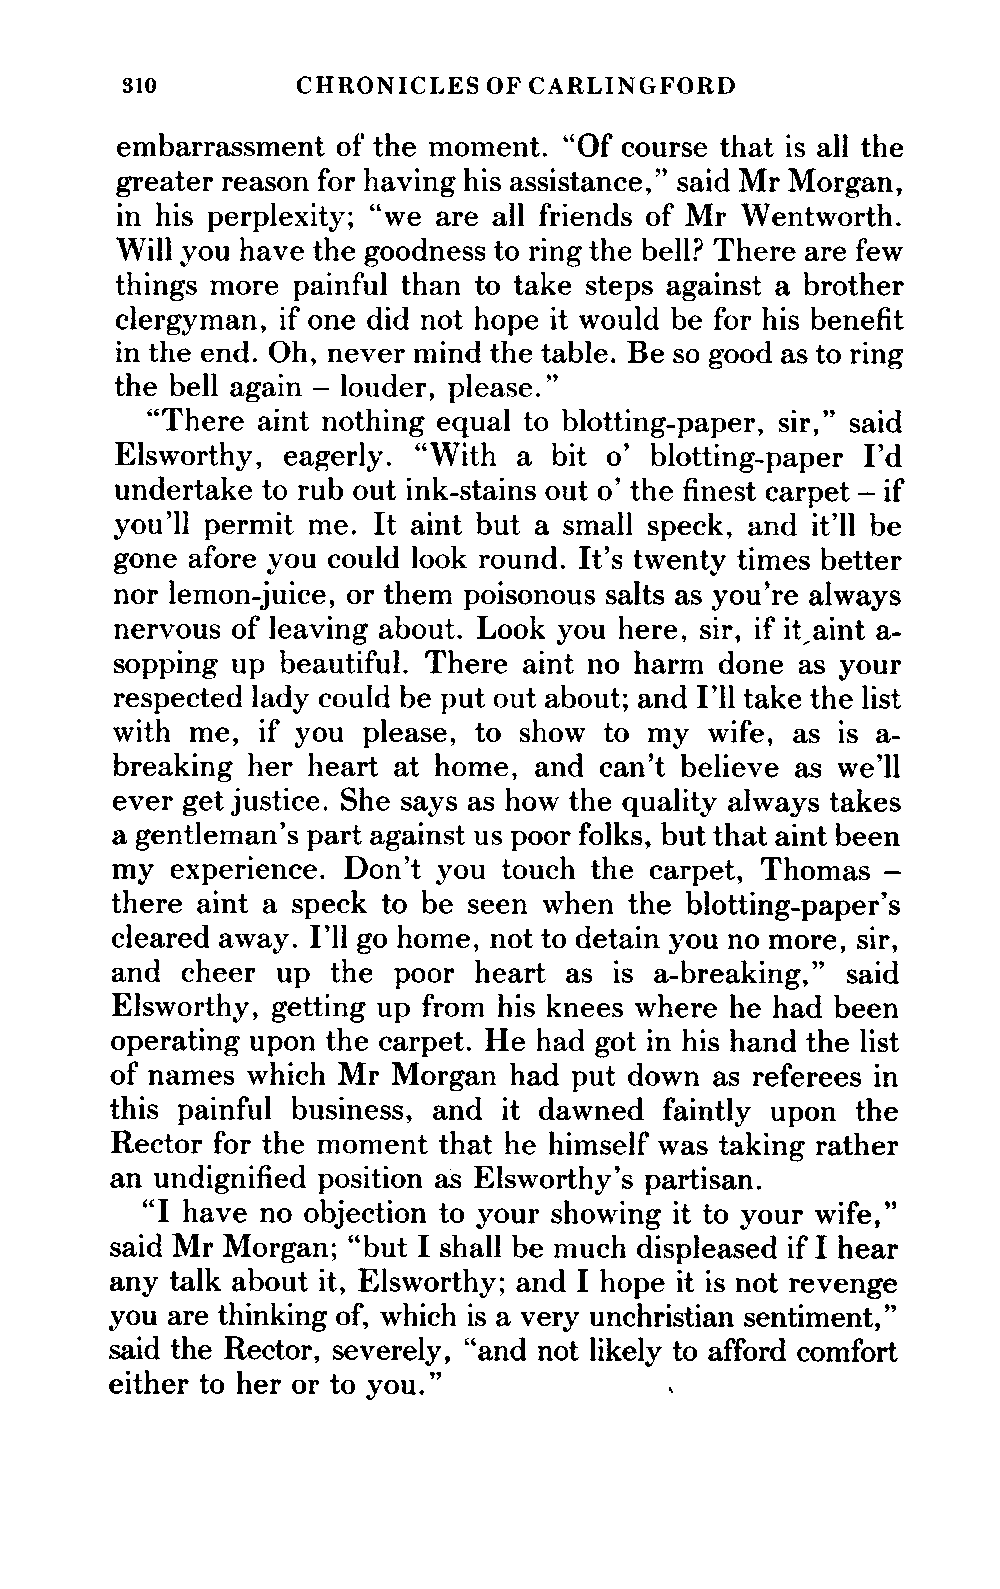 310 CHRONICLES OF CARLINGFORD
embarrassment of the moment. “Of course that is all the
greater reason for having his assistance,” said Mr Morgan,
in his perplexity; “we are all friends of Mr Wentworth.
Will you have the goodness to ring the bell? There are few
things more painful than to take steps against a brother
clergyman, if one did not hope it would be for his benefit
in the end. Oh, never mind the table. Be so good as to ring
the bell again – louder, please.”
“There aint nothing equal to blotting-paper, sir,” said
Elsworthy, eagerly. “With a bit o’ blotting-paper I’d
undertake to rub out ink-stains out o’ the finest carpet – if
you’ll permit me. It aint but a small speck, and it’ll be
gone afore you could look round. It’s twenty times better
nor lemon-juice, or them poisonous salts as you’re always
nervous of leaving about. Look you here, sir, if it aint a-
sopping up beautiful. There aint no harm done as your
respected lady could be put out about; and I’ll take the list
with me, if you please, to show to my wife, as is a-
breaking her heart at home, and can’t believe as we’ll
ever get justice. She says as how the quality always takes
a gentleman’s part against us poor folks, but that aint been
my experience. Don’t you touch the carpet, Thomas –
there aint a speck to be seen when the blotting-paper’s
cleared away. I’ll go home, not to detain you no more, sir,
and cheer up the poor heart as is a-breaking,” said
Elsworthy, getting up from his knees where he had been
operating upon the carpet. He had got in his hand the list
of names which Mr Morgan had put down as referees in
this painful business, and it dawned faintly upon the
Rector for the moment that he himself was taking rather
an undignified position as Elsworthy’s partisan.
“I have no objection to your showing it to your wife,”
said Mr Morgan; “but I shall be much displeased if I hear
any talk about it, Elsworthy; and I hope it is not revenge
you are thinking of, which is a very unchristian sentiment,”
said the Rector, severely, “and not likely to afford comfort
either to her or to you.”